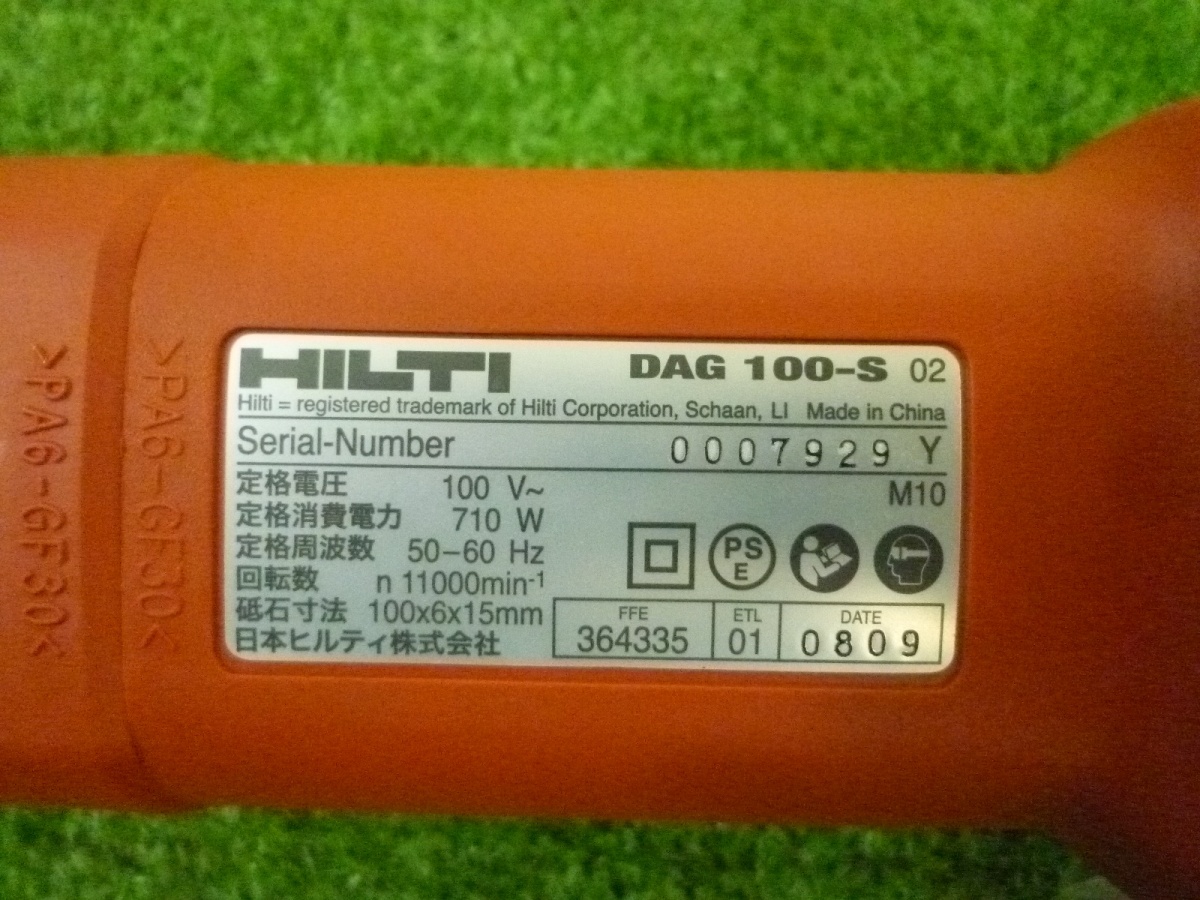 HILTI DAG 100-S 02
Hilti = registered trademark of Hilti Corporation, Schaan, LI Made in China
Serial-Number 0007929 Y
定格電圧 100 V~
M10
定格消費電力 710 W
定格周波数 50-60 Hz
回転数 n 11000min-1
砥石寸法 100x6x15mm
日本ヒルティ株式会社
PS
E
FFE ETL DATE
364335 01 0809
>PA6-GF30<
>PA6-GF30<